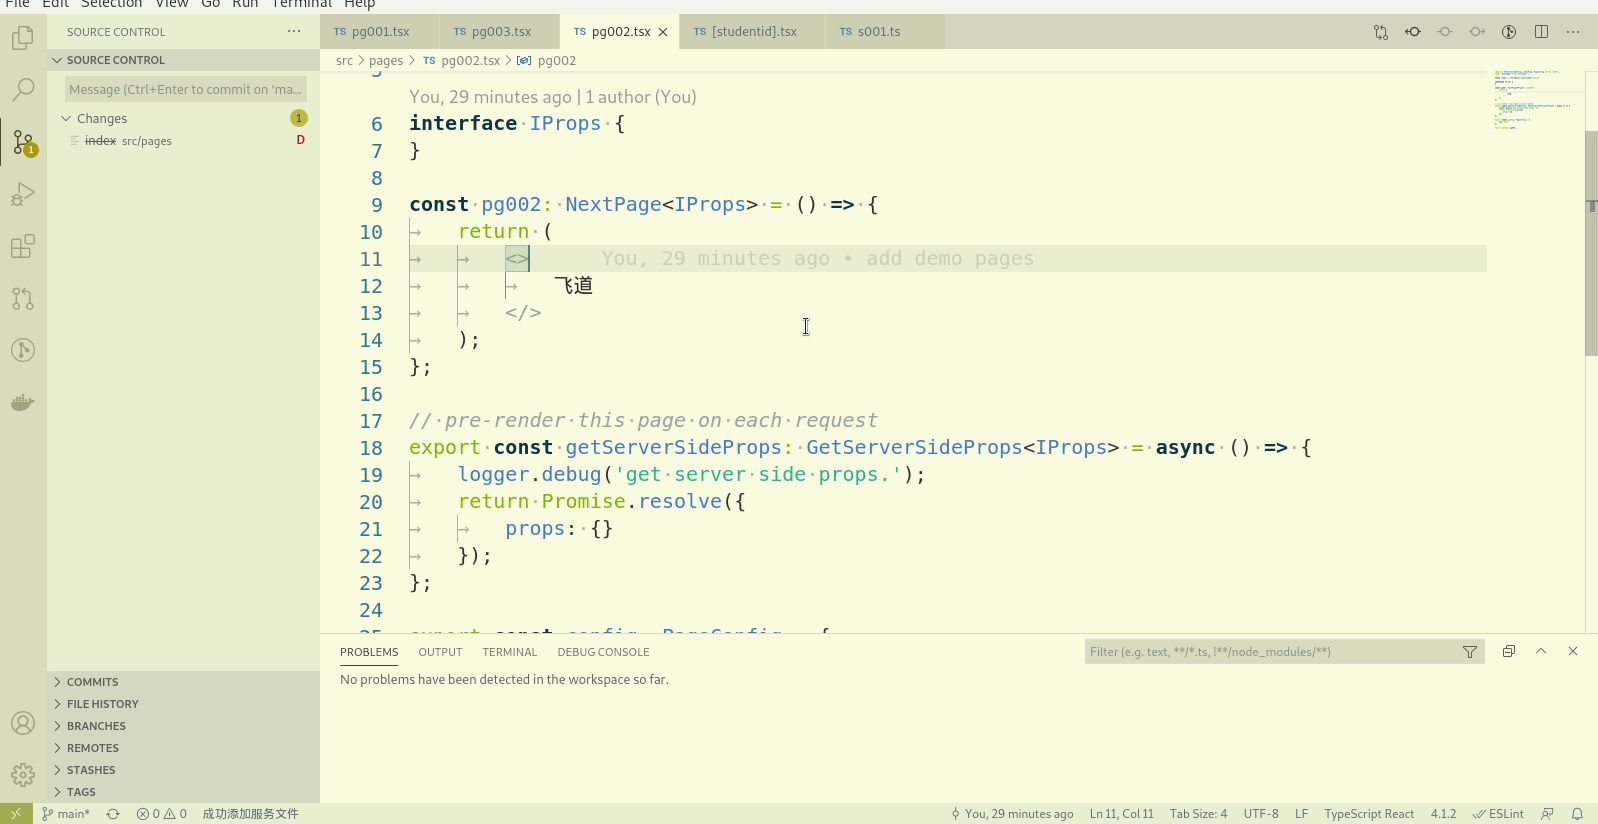 File Edit Selection View Go Run Terminal Help
SOURCE CONTROL ···
pg001.tsx
pg003.tsx
pg002.tsx
[studentid].tsx
s001.ts
SOURCE CONTROL
src > pages > TS pg002.tsx > pg002
Message (Ctrl+Enter to commit on 'ma...
Changes 1
index src/pages D
1
5
You, 29 minutes ago | 1 author (You)
6 interface·IProps·{
7 }
8
9 const·pg002:·NextPage<IProps>·=·()·=>·{
10 → return·(
11 → → <> You, 29 minutes ago • add demo pages
12 → → → 飞道
13 → → </>
14 → );
15 };
16
17 //·pre-render·this·page·on·each·request
18 export·const·getServerSideProps:·GetServerSideProps<IProps>·=·async·()·=>·{
19 → logger.debug('get·server·side·props.');
20 → return·Promise.resolve({
21 → → props:·{}
22 → });
23 };
24
25 export·const·config:·PageConfig·=·{
PROBLEMS OUTPUT TERMINAL DEBUG CONSOLE
Filter (e.g. text, **/*.ts, !**/node_modules/**)
No problems have been detected in the workspace so far.
COMMITS
FILE HISTORY
BRANCHES
REMOTES
STASHES
TAGS
main* 0 0 成功添加服务文件 You, 29 minutes ago Ln 11, Col 11 Tab Size: 4 UTF-8 LF TypeScript React 4.1.2 ESLint